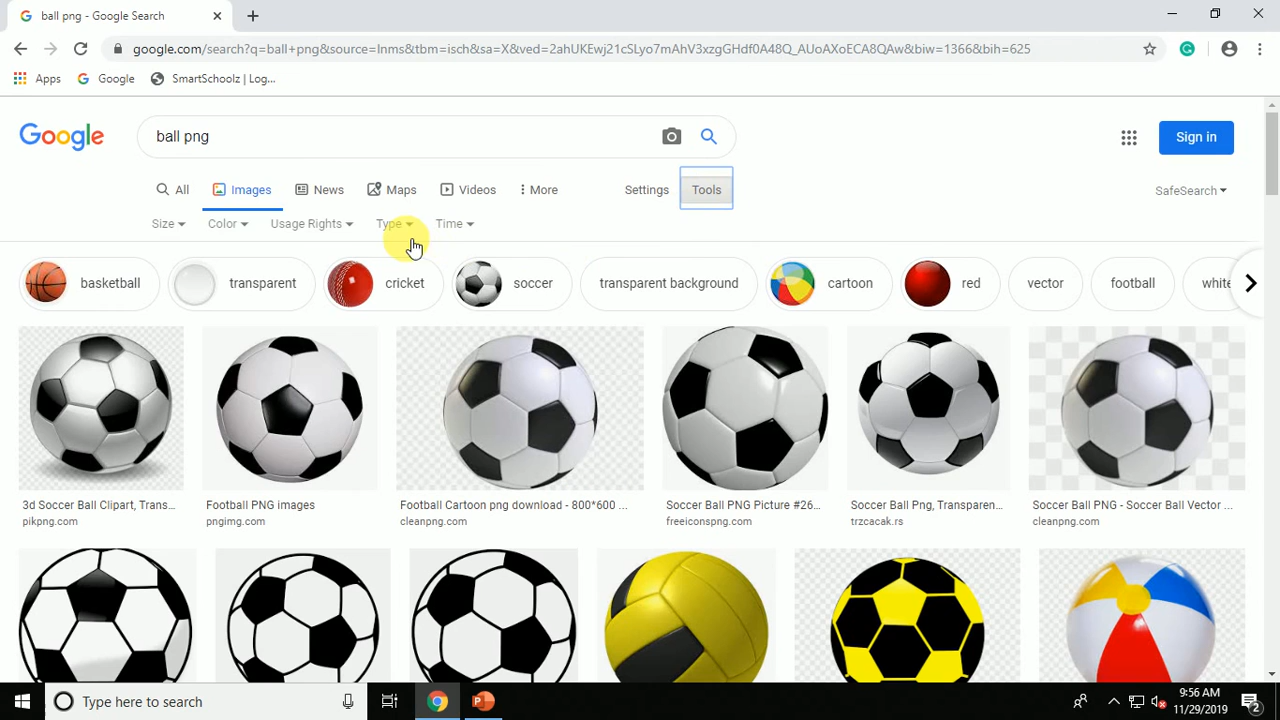 ball png - Google Search
google.com/search?q=ball+png&source=lnms&tbm=isch&sa=X&ved=2ahUKEwj21cSLyo7mAhV3xzgGHdf0A48Q_AUoAXoECA8QAw&biw=1366&bih=625
Apps Google SmartSchoolz | Log...
Google ball png Sign in
All Images News Maps Videos More Settings Tools SafeSearch
Size Color Usage Rights Type Time
basketball transparent cricket soccer transparent background cartoon red vector football white
3d Soccer Ball Clipart, Trans... Football PNG images Football Cartoon png download - 800*600 ... Soccer Ball PNG Picture #26... Soccer Ball Png, Transparen... Soccer Ball PNG - Soccer Ball Vector ...
pikpng.com pngimg.com cleanpng.com freeiconspng.com trzcacak.rs cleanpng.com
Type here to search
9:56 AM
11/29/2019
2